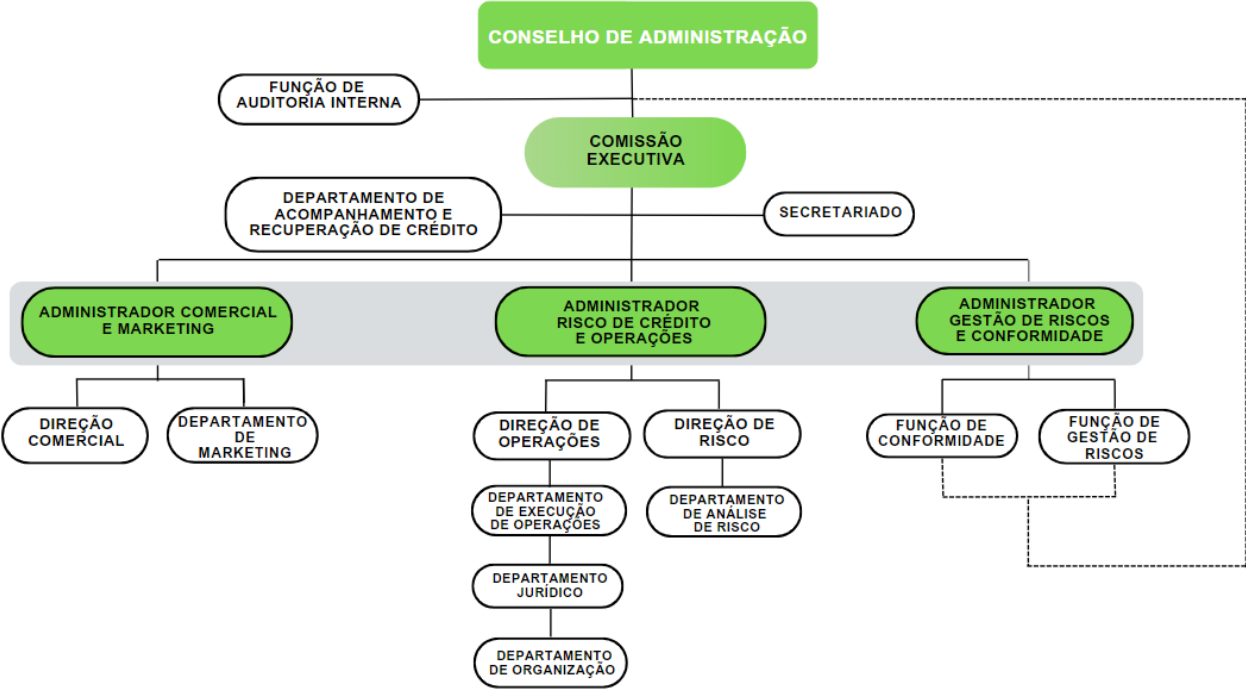 CONSELHO DE ADMINISTRAÇÃO
FUNÇÃO DE
AUDITORIA INTERNA
COMISSÃO
EXECUTIVA
DEPARTAMENTO DE
ACOMPANHAMENTO E
RECUPERAÇÃO DE CRÉDITO
SECRETARIADO
ADMINISTRADOR COMERCIAL
E MARKETING
ADMINISTRADOR
RISCO DE CRÉDITO
E OPERAÇÕES
ADMINISTRADOR
GESTÃO DE RISCOS
E CONFORMIDADE
DIREÇÃO
COMERCIAL
DEPARTAMENTO
DE
MARKETING
DIREÇÃO DE
OPERAÇÕES
DIREÇÃO DE
RISCO
FUNÇÃO DE
CONFORMIDADE
FUNÇÃO DE
GESTÃO DE
RISCOS
DEPARTAMENTO
DE EXECUÇÃO
DE OPERAÇÕES
DEPARTAMENTO
DE ANÁLISE
DE RISCO
DEPARTAMENTO
JURÍDICO
DEPARTAMENTO
DE ORGANIZAÇÃO